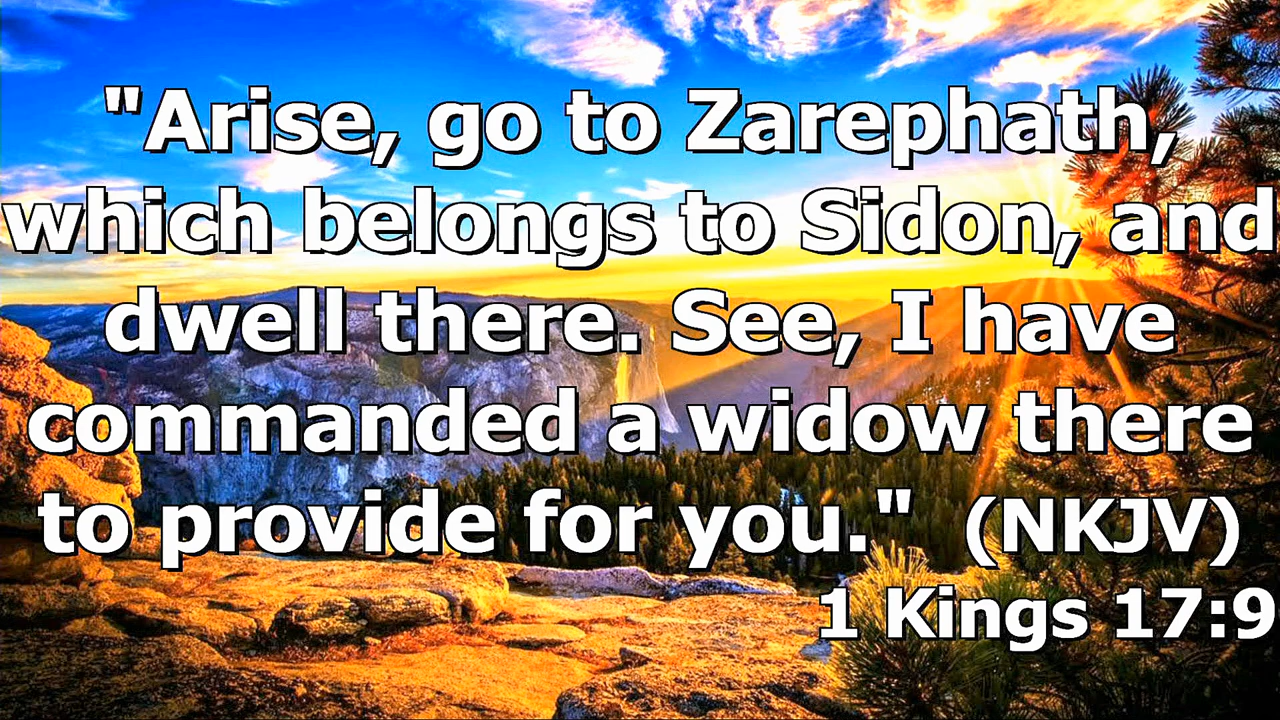 "Arise, go to Zarephath,
which belongs to Sidon, and
dwell there. See, I have
commanded a widow there
to provide for you." (NKJV)
1 Kings 17:9